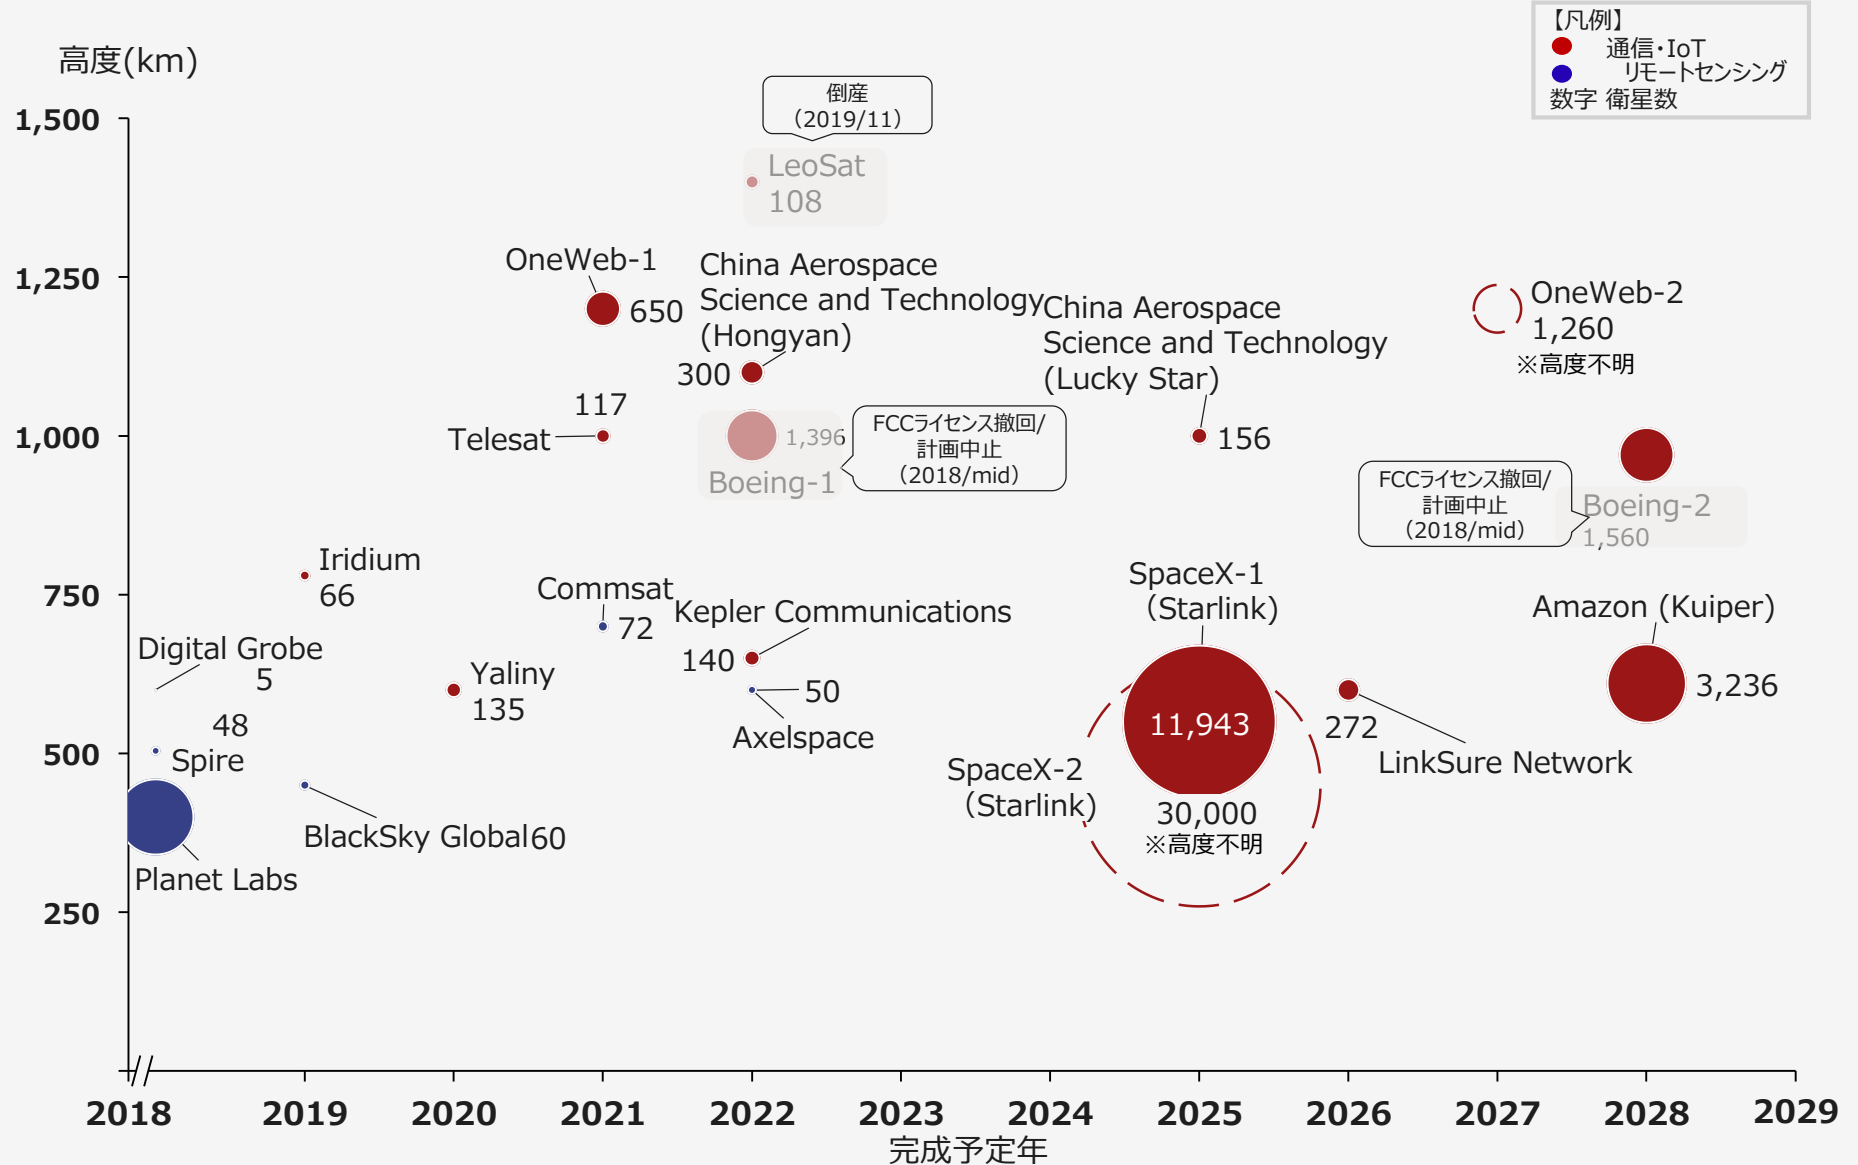 高度(km)
【凡例】
通信・IoT
リモートセンシング
数字 衛星数
1,500
1,250
1,000
750
500
250
倒産
（2019/11）
LeoSat
108
OneWeb-1
650
China Aerospace
Science and Technology
(Hongyan)
300
China Aerospace
Science and Technology
(Lucky Star)
156
OneWeb-2
1,260
※高度不明
117
Telesat
1,396
Boeing-1
FCCライセンス撤回/
計画中止
（2018/mid）
FCCライセンス撤回/
計画中止
（2018/mid）
Boeing-2
1,560
Iridium
66
Commsat
72
Kepler Communications
140
SpaceX-1
（Starlink)
11,943
Amazon (Kuiper)
3,236
Digital Grobe
5
Yaliny
135
50
Axelspace
48
Spire
272
LinkSure Network
SpaceX-2
（Starlink)
30,000
※高度不明
BlackSky Global60
Planet Labs
2018
2019
2020
2021
2022
2023
2024
2025
2026
2027
2028
2029
完成予定年